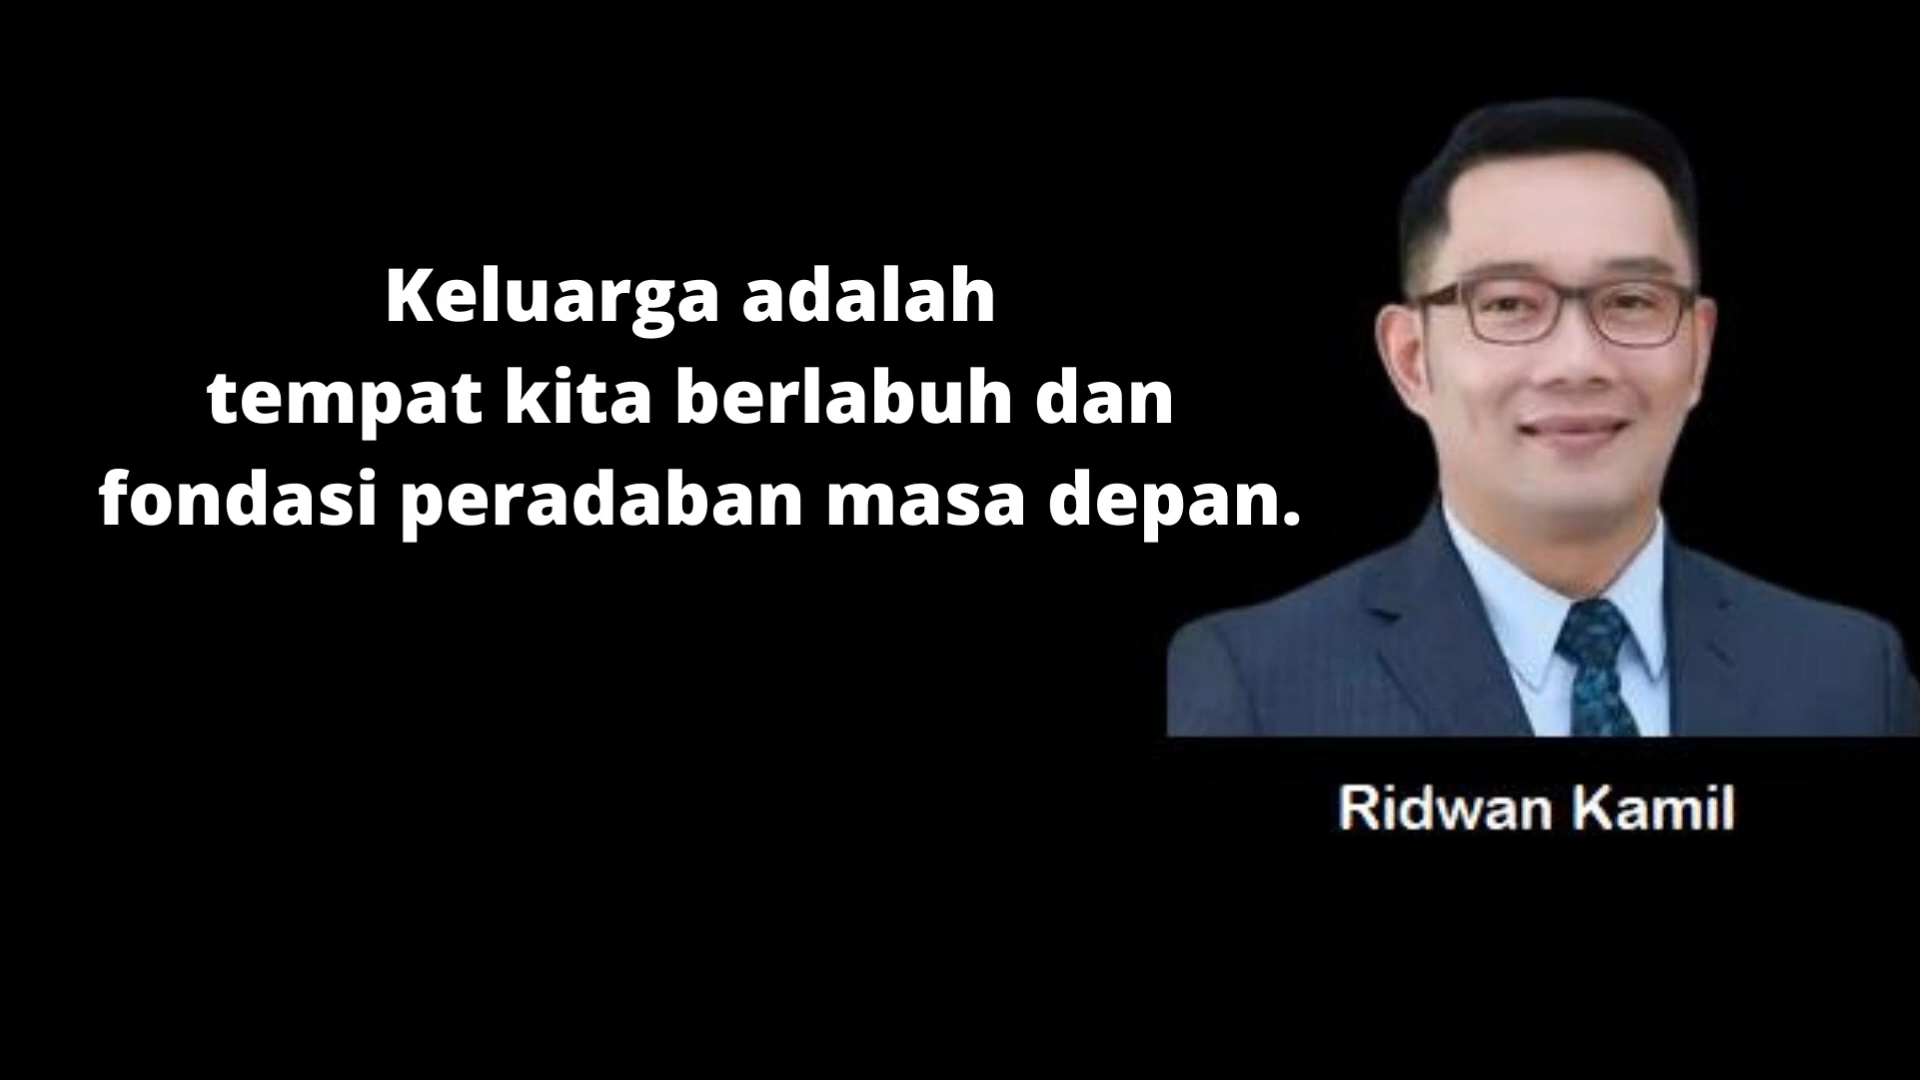 Keluarga adalah
tempat kita berlabuh dan
fondasi peradaban masa depan.
Ridwan Kamil